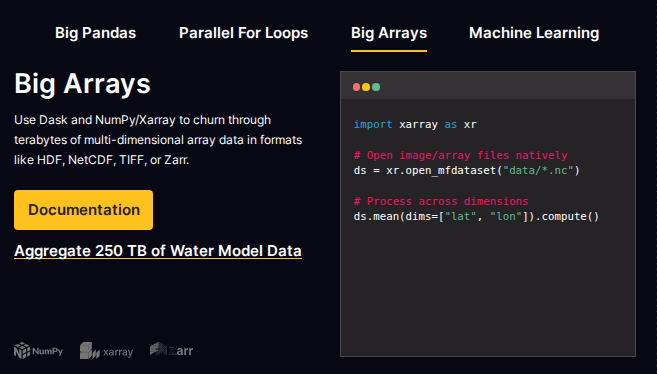 Big Pandas
Parallel For Loops
Big Arrays
Machine Learning
Big Arrays
Use Dask and NumPy/Xarray to churn through
terabytes of multi-dimensional array data in formats
like HDF, NetCDF, TIFF, or Zarr.
Documentation
Aggregate 250 TB of Water Model Data
NumPy
xarray
Zarr
import xarray as xr
# Open image/array files natively
ds = xr.open_mfdataset("data/*.nc")
# Process across dimensions
ds.mean(dims=["lat", "lon"]).compute()